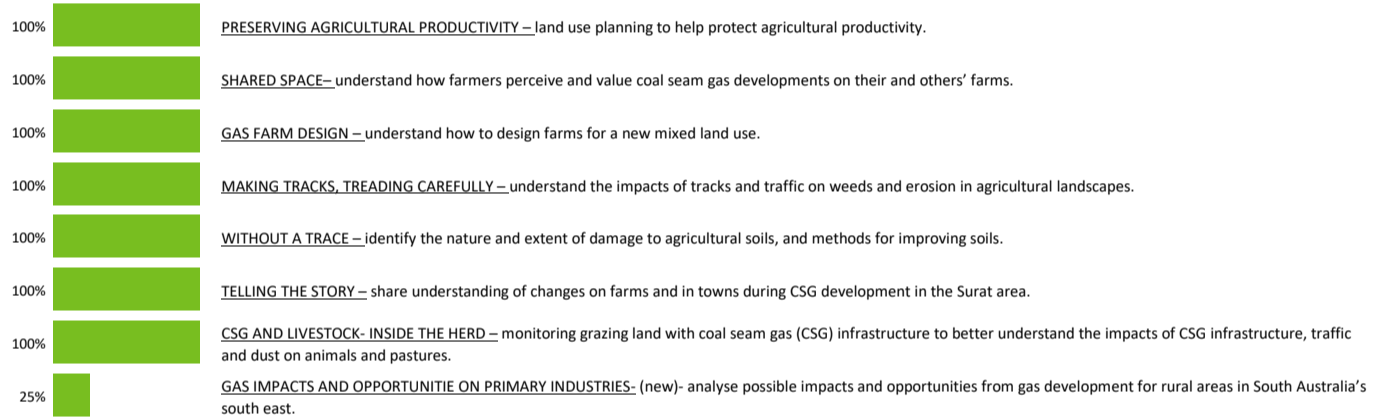 100% PRESERVING AGRICULTURAL PRODUCTIVITY – land use planning to help protect agricultural productivity.
100% SHARED SPACE– understand how farmers perceive and value coal seam gas developments on their and others’ farms.
100% GAS FARM DESIGN – understand how to design farms for a new mixed land use.
100% MAKING TRACKS, TREADING CAREFULLY – understand the impacts of tracks and traffic on weeds and erosion in agricultural landscapes.
100% WITHOUT A TRACE – identify the nature and extent of damage to agricultural soils, and methods for improving soils.
100% TELLING THE STORY – share understanding of changes on farms and in towns during CSG development in the Surat area.
100% CSG AND LIVESTOCK- INSIDE THE HERD – monitoring grazing land with coal seam gas (CSG) infrastructure to better understand the impacts of CSG infrastructure, traffic
and dust on animals and pastures.
25% GAS IMPACTS AND OPPORTUNITIE ON PRIMARY INDUSTRIES- (new)- analyse possible impacts and opportunities from gas development for rural areas in South Australia’s
south east.